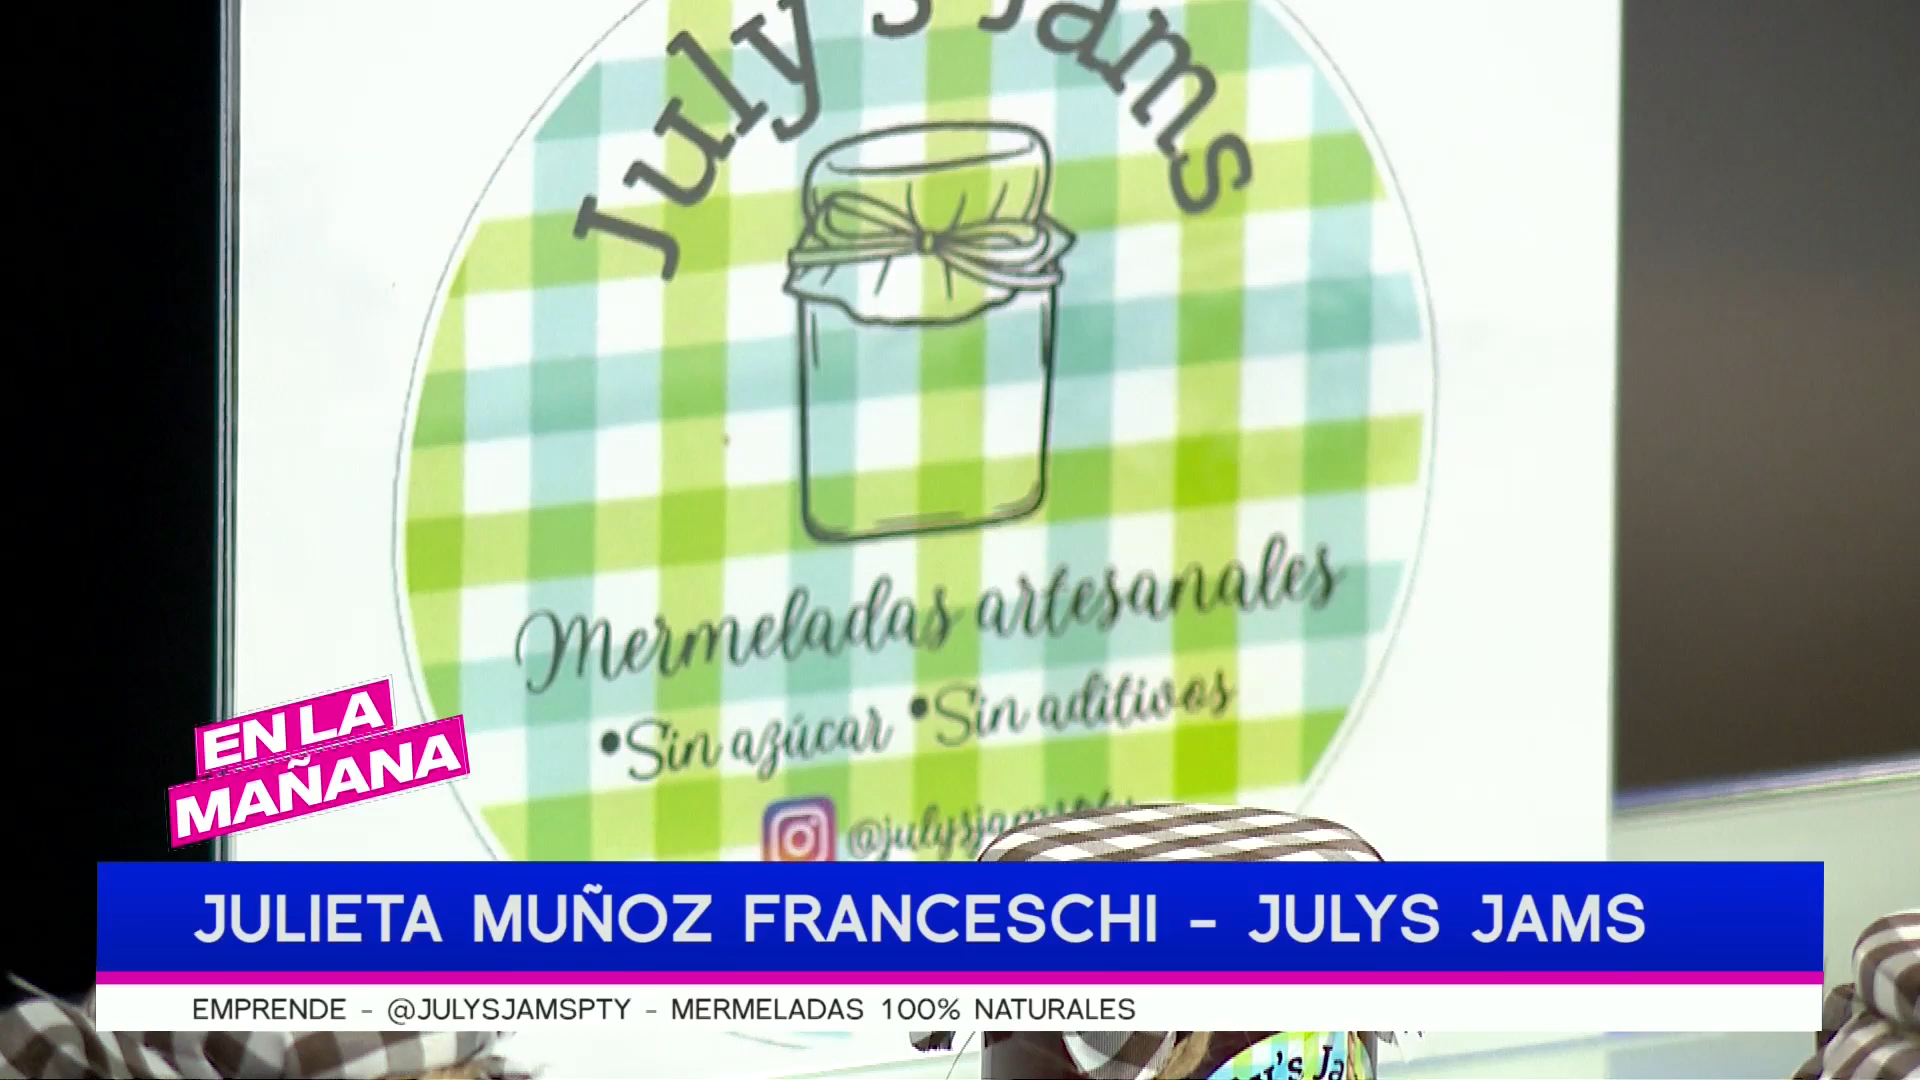 July's Jams
Mermeladas artesanales
•Sin azúcar •Sin aditivos
@julysjamspty
EN LA
MAÑANA
JULIETA MUÑOZ FRANCESCHI - JULYS JAMS
EMPRENDE - @JULYSJAMSPTY - MERMELADAS 100% NATURALES